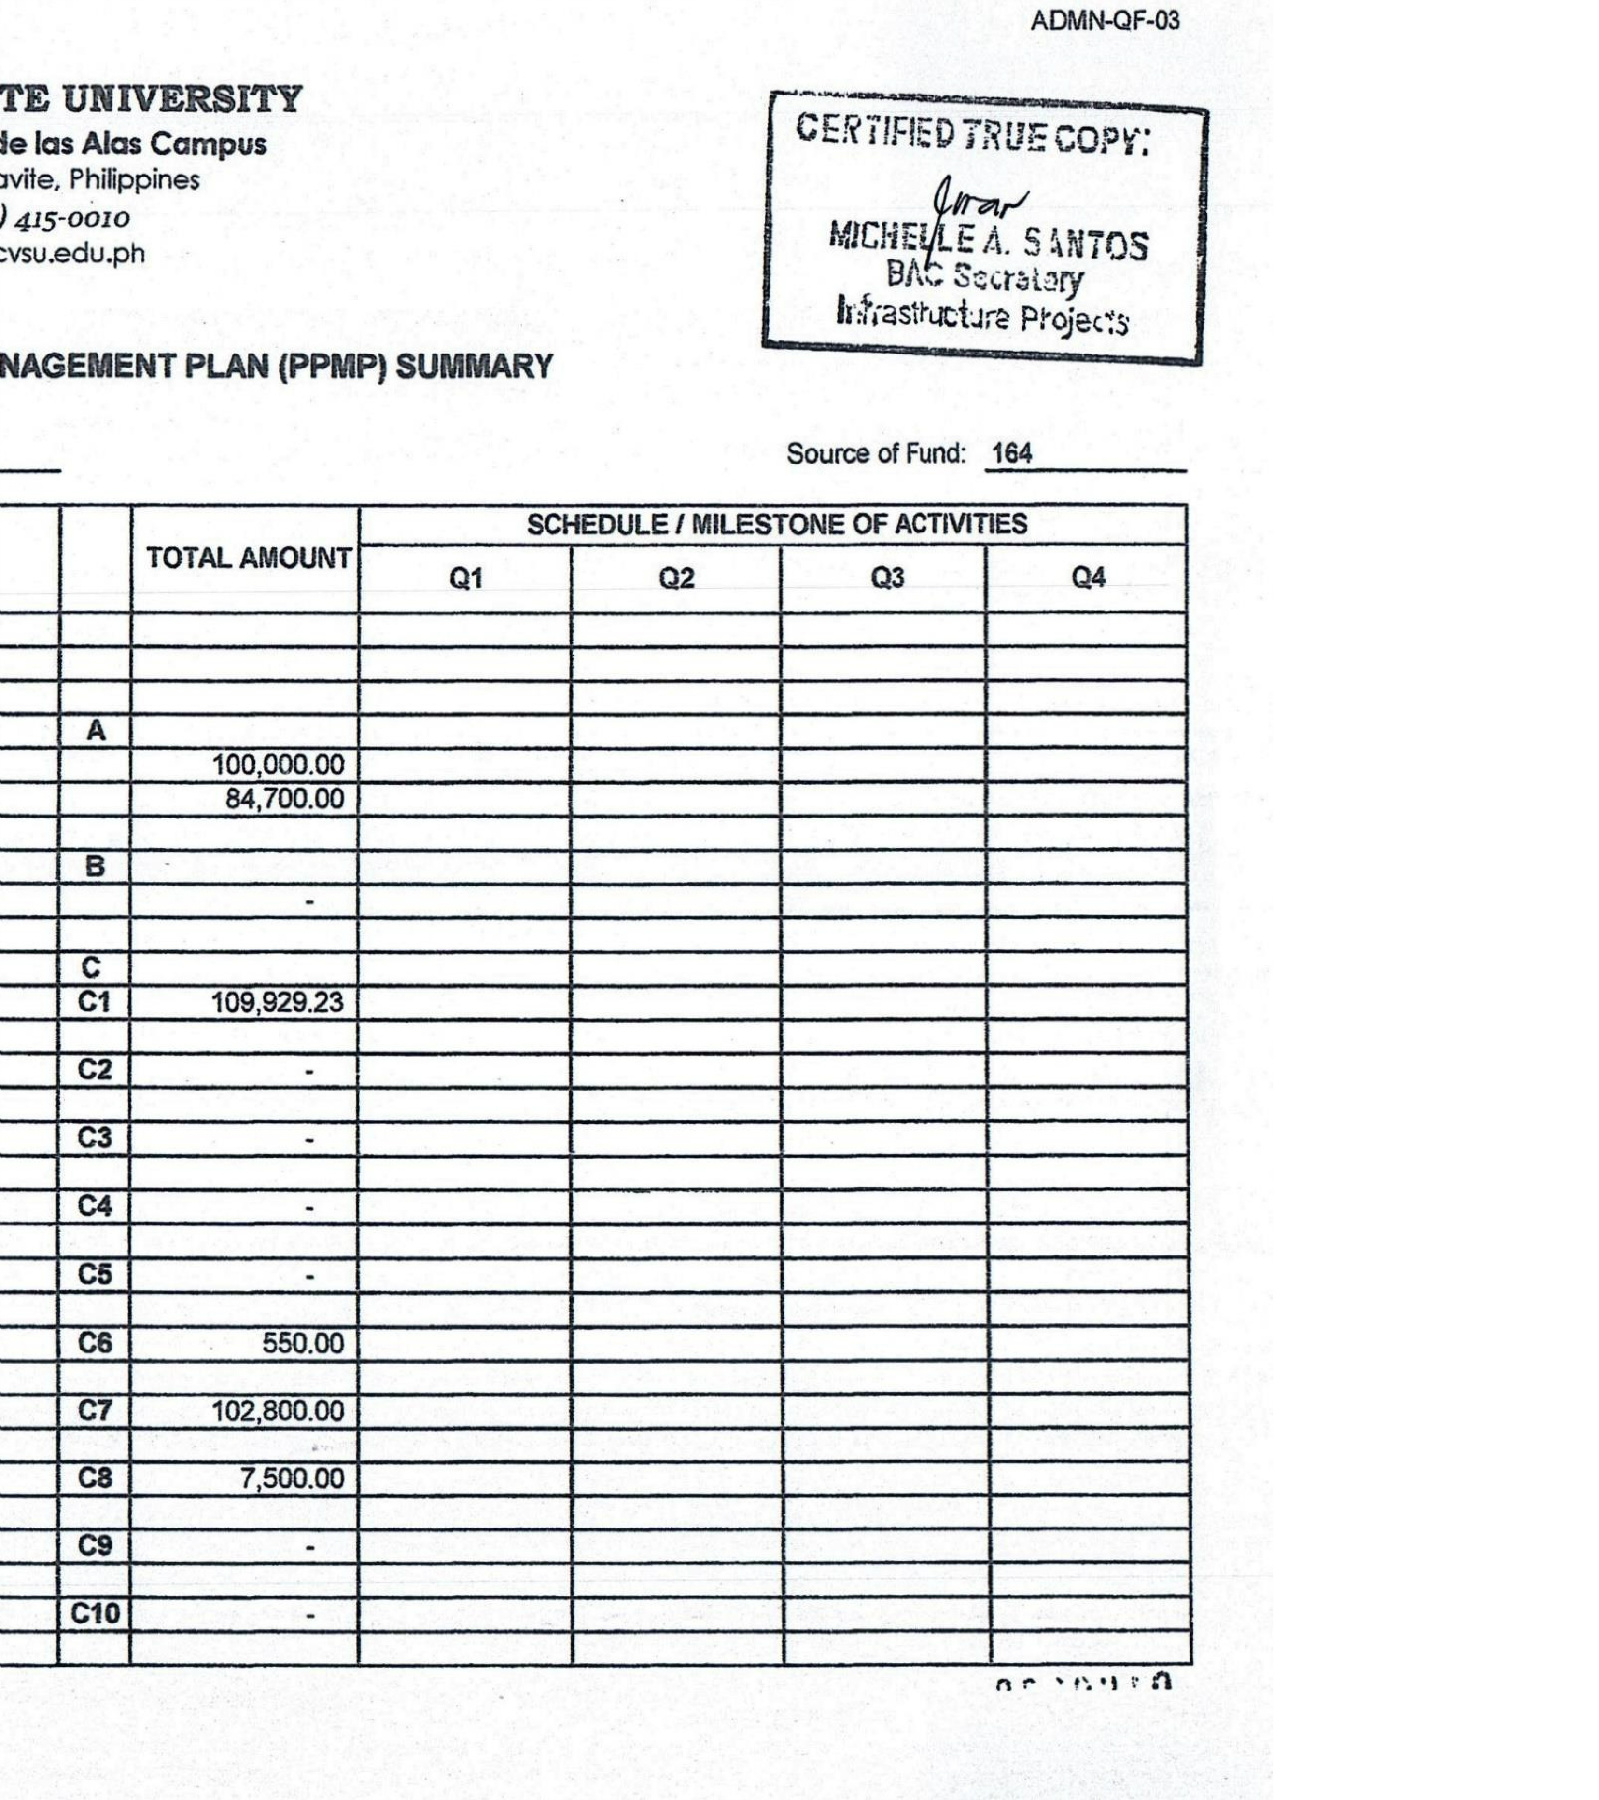 ADMN-QF-03
TE UNIVERSITY
de las Alas Campus
avite, Philippines
) 415-0010
cvsu.edu.ph
CERTIFIED TRUE COPY:
MICHELLE A. SANTOS
BAC Secretary
Infrastructure Projects
NAGEMENT PLAN (PPMP) SUMMARY
Source of Fund: 164
TOTAL AMOUNT
SCHEDULE / MILESTONE OF ACTIVITIES
Q1 Q2 Q3 Q4
A
100,000.00
84,700.00
B
-
C
C1 109,929.23
C2 -
C3 -
C4 -
C5 -
C6 550.00
C7 102,800.00
C8 7,500.00
C9 -
C10 -